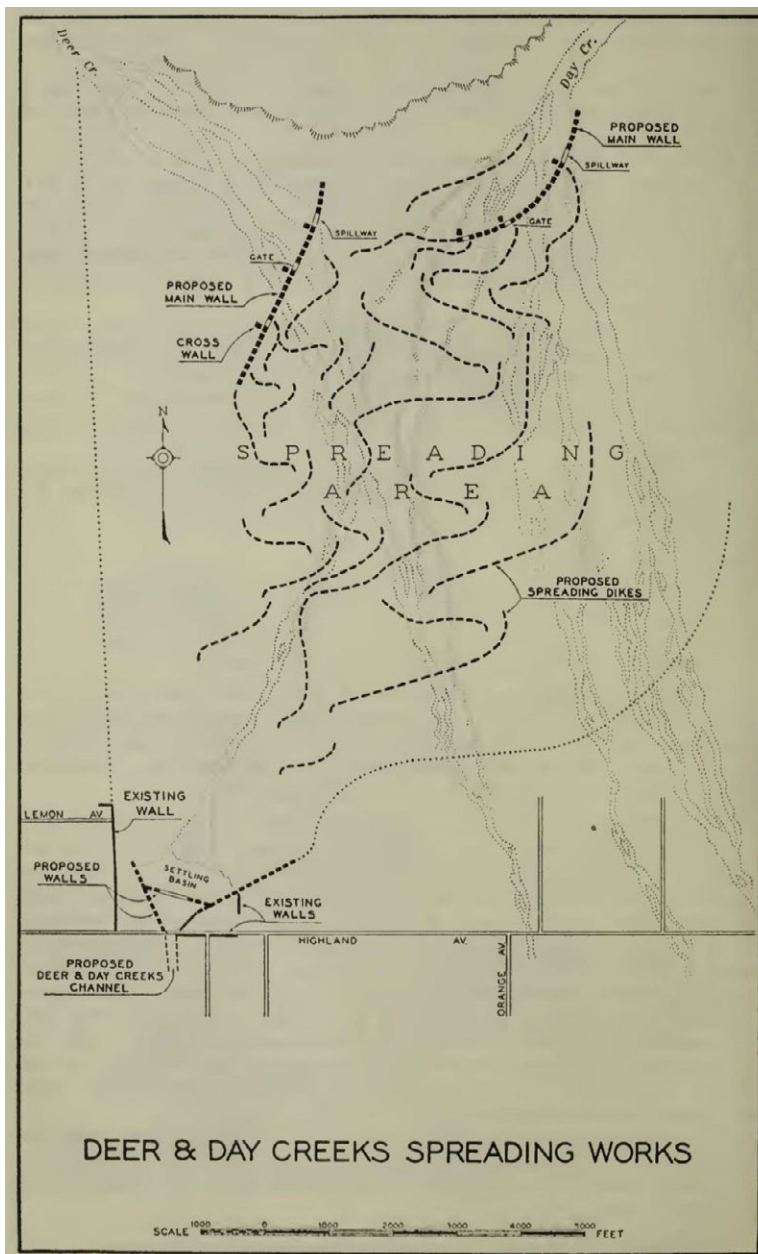 Deer Cr.
Day Cr.
PROPOSED
MAIN WALL
SPILLWAY
GATE
SPILLWAY
GATE
PROPOSED
MAIN WALL
CROSS
WALL
N
SPREADING
AREA
PROPOSED
SPREADING DIKES
EXISTING
WALL
LEMON AV.
PROPOSED
WALLS
SETTLING
BASIN
EXISTING
WALLS
HIGHLAND AV.
ORANGE AV.
PROPOSED
DEER & DAY CREEKS
CHANNEL
DEER & DAY CREEKS SPREADING WORKS
SCALE 1000 0 1000 2000 3000 4000 5000 FEET